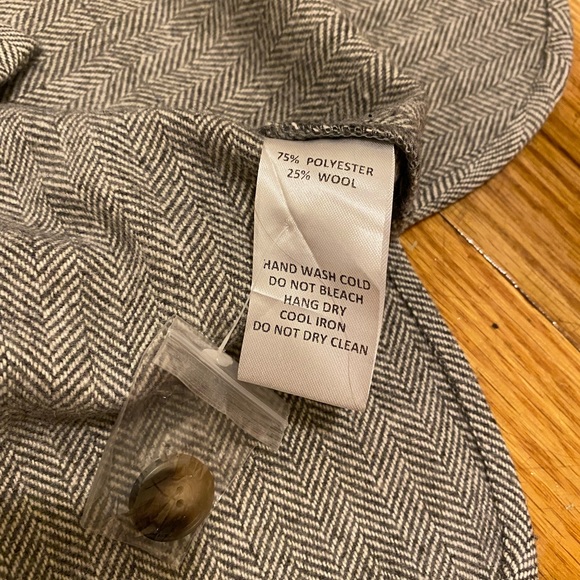 75% POLYESTER
25% WOOL
HAND WASH COLD
DO NOT BLEACH
HANG DRY
COOL IRON
DO NOT DRY CLEAN